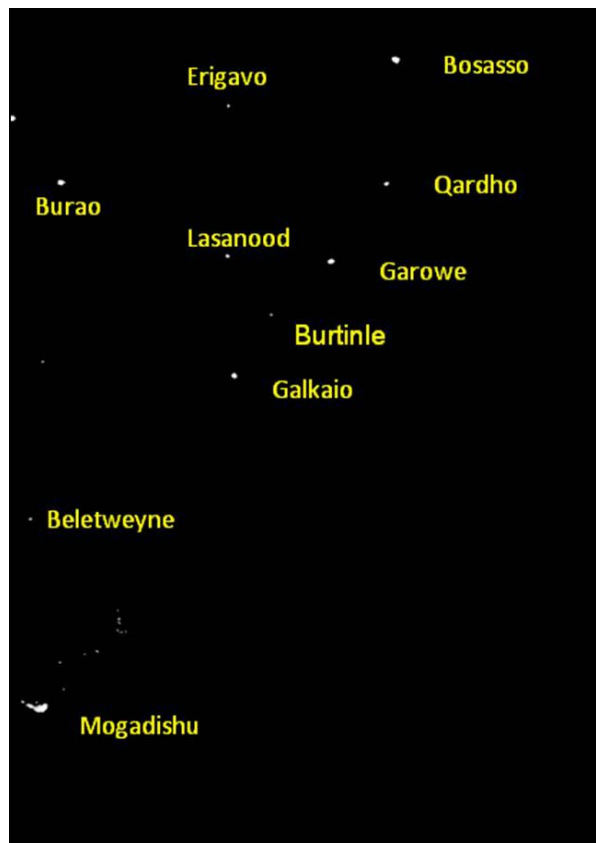 Bosasso
Erigavo
Qardho
Burao
Lasanood
Garowe
Burtinle
Galkaio
Beletweyne
Mogadishu